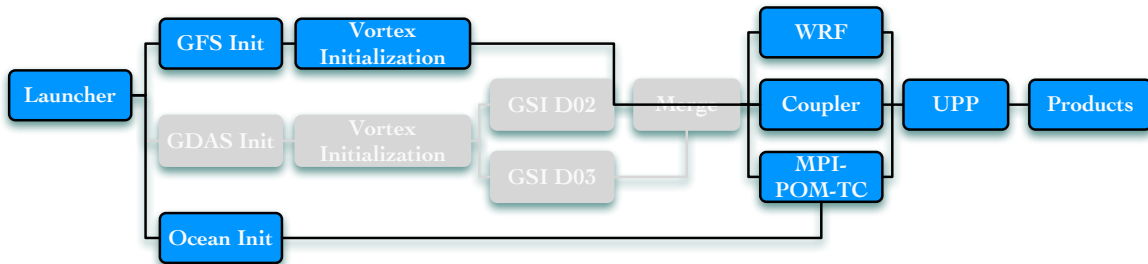 Launcher
GFS Init
Vortex
Initialization
GDAS Init
Vortex
Initialization
Ocean Init
GSI D02
GSI D03
Merge
WRF
Coupler
MPI-
POM-TC
UPP
Products